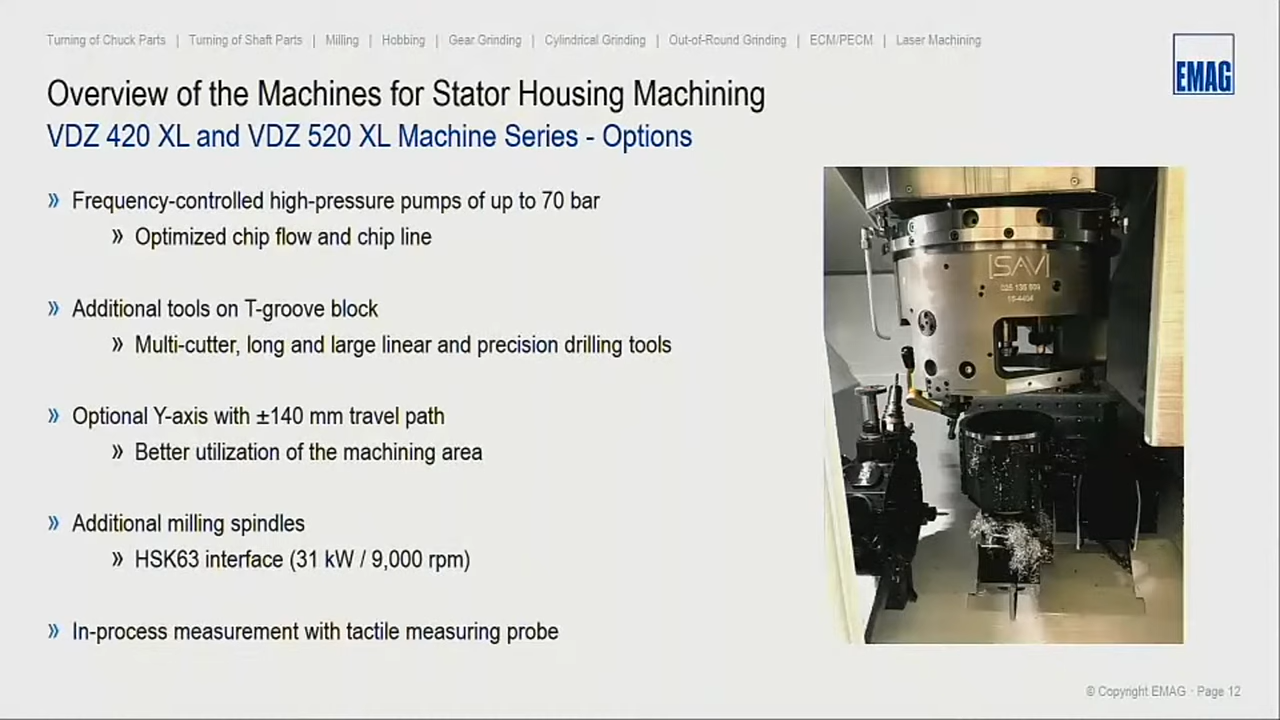 Turning of Chuck Parts | Turning of Shaft Parts | Milling | Hobbing | Gear Grinding | Cylindrical Grinding | Out-of-Round Grinding | ECM/PECM | Laser Machining
EMAG
Overview of the Machines for Stator Housing Machining
VDZ 420 XL and VDZ 520 XL Machine Series - Options
» Frequency-controlled high-pressure pumps of up to 70 bar
» Optimized chip flow and chip line
» Additional tools on T-groove block
» Multi-cutter, long and large linear and precision drilling tools
» Optional Y-axis with ±140 mm travel path
» Better utilization of the machining area
» Additional milling spindles
» HSK63 interface (31 kW / 9,000 rpm)
» In-process measurement with tactile measuring probe
[SAV]
© Copyright EMAG · Page 12